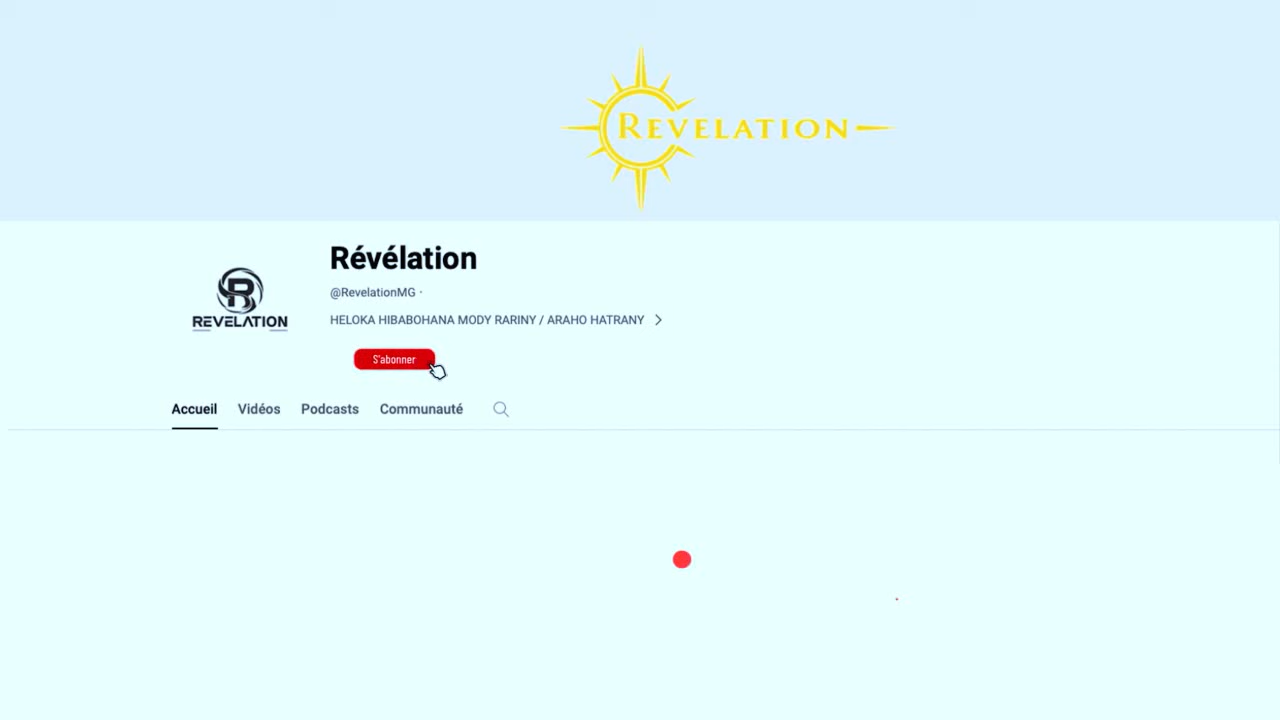 REVELATION
Révélation
REVELATION
@RevelationMG ·
HELOKA HIBABOHANA MODY RARINY / ARAHO HATRANY
S'abonner
Accueil Vidéos Podcasts Communauté